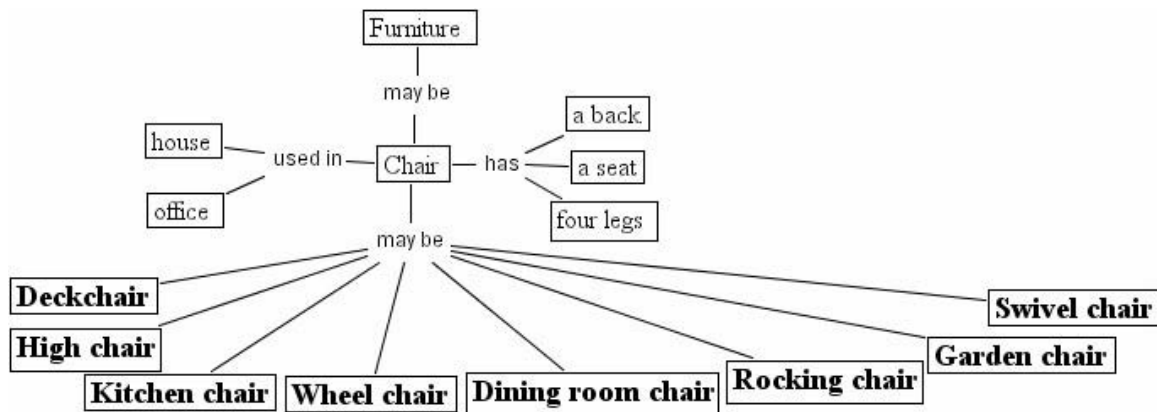 Furniture
may be
a back
house
used in
Chair
has
a seat
office
four legs
may be
Deckchair
Swivel chair
High chair
Garden chair
Kitchen chair
Wheel chair
Dining room chair
Rocking chair